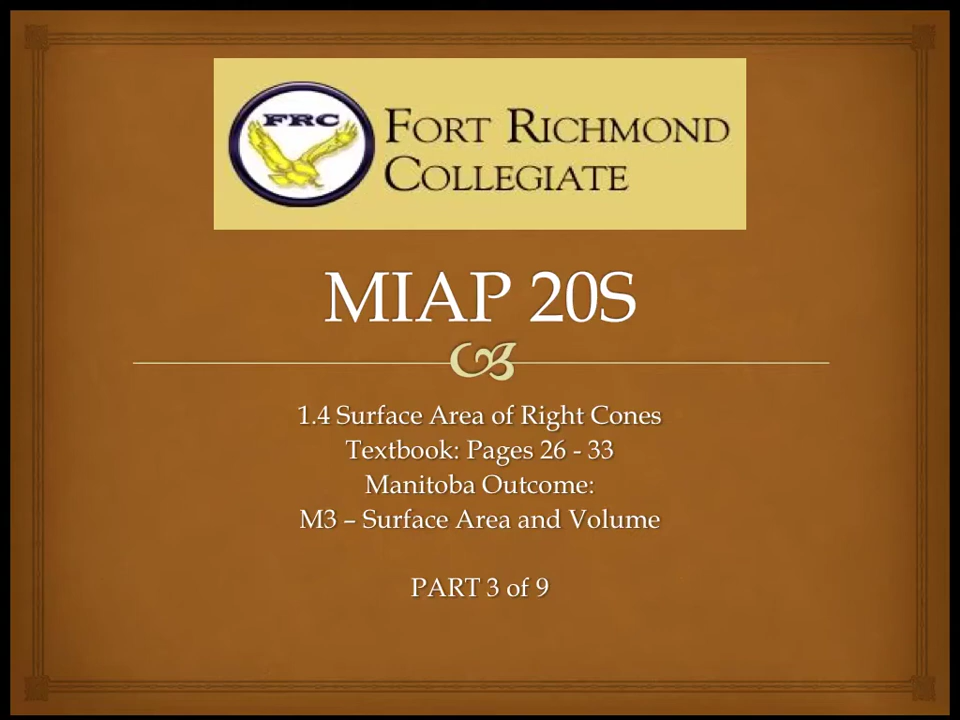 FRC
FORT RICHMOND
COLLEGIATE
MIAP 20S
1.4 Surface Area of Right Cones
Textbook: Pages 26 - 33
Manitoba Outcome:
M3 – Surface Area and Volume
PART 3 of 9